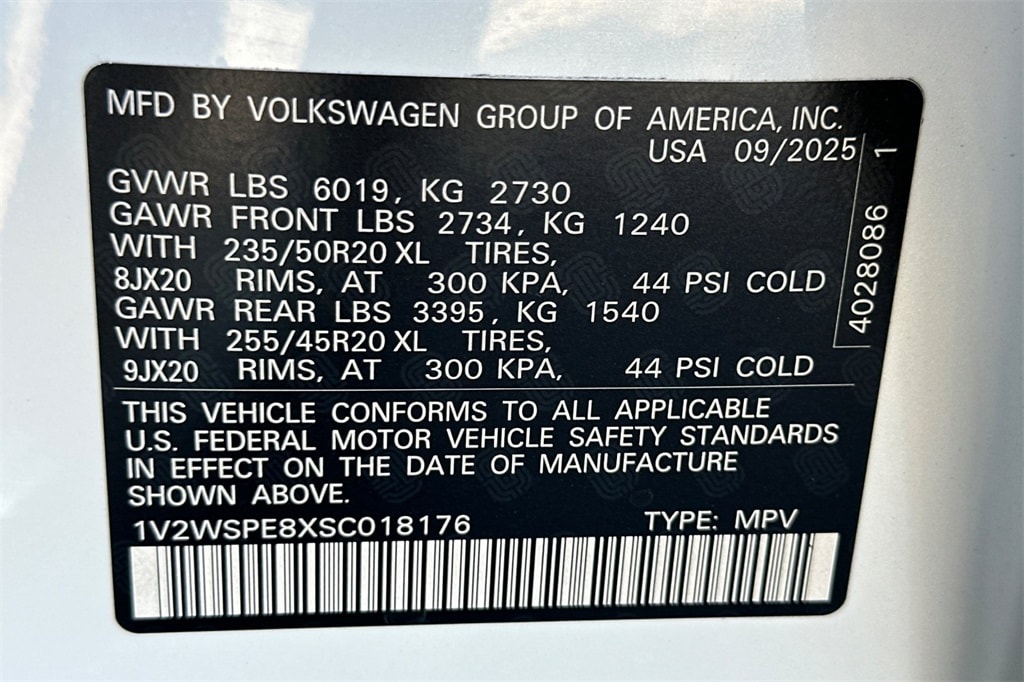 MFD BY VOLKSWAGEN GROUP OF AMERICA, INC.
USA 09/2025
GVWR LBS 6019, KG 2730
GAWR FRONT LBS 2734, KG 1240
WITH 235/50R20 XL TIRES,
8JX20 RIMS, AT 300 KPA, 44 PSI COLD
GAWR REAR LBS 3395, KG 1540
WITH 255/45R20 XL TIRES,
9JX20 RIMS, AT 300 KPA, 44 PSI COLD
THIS VEHICLE CONFORMS TO ALL APPLICABLE
U.S. FEDERAL MOTOR VEHICLE SAFETY STANDARDS
IN EFFECT ON THE DATE OF MANUFACTURE
SHOWN ABOVE.
1V2WSPE8XSC018176 TYPE: MPV
4028086 1